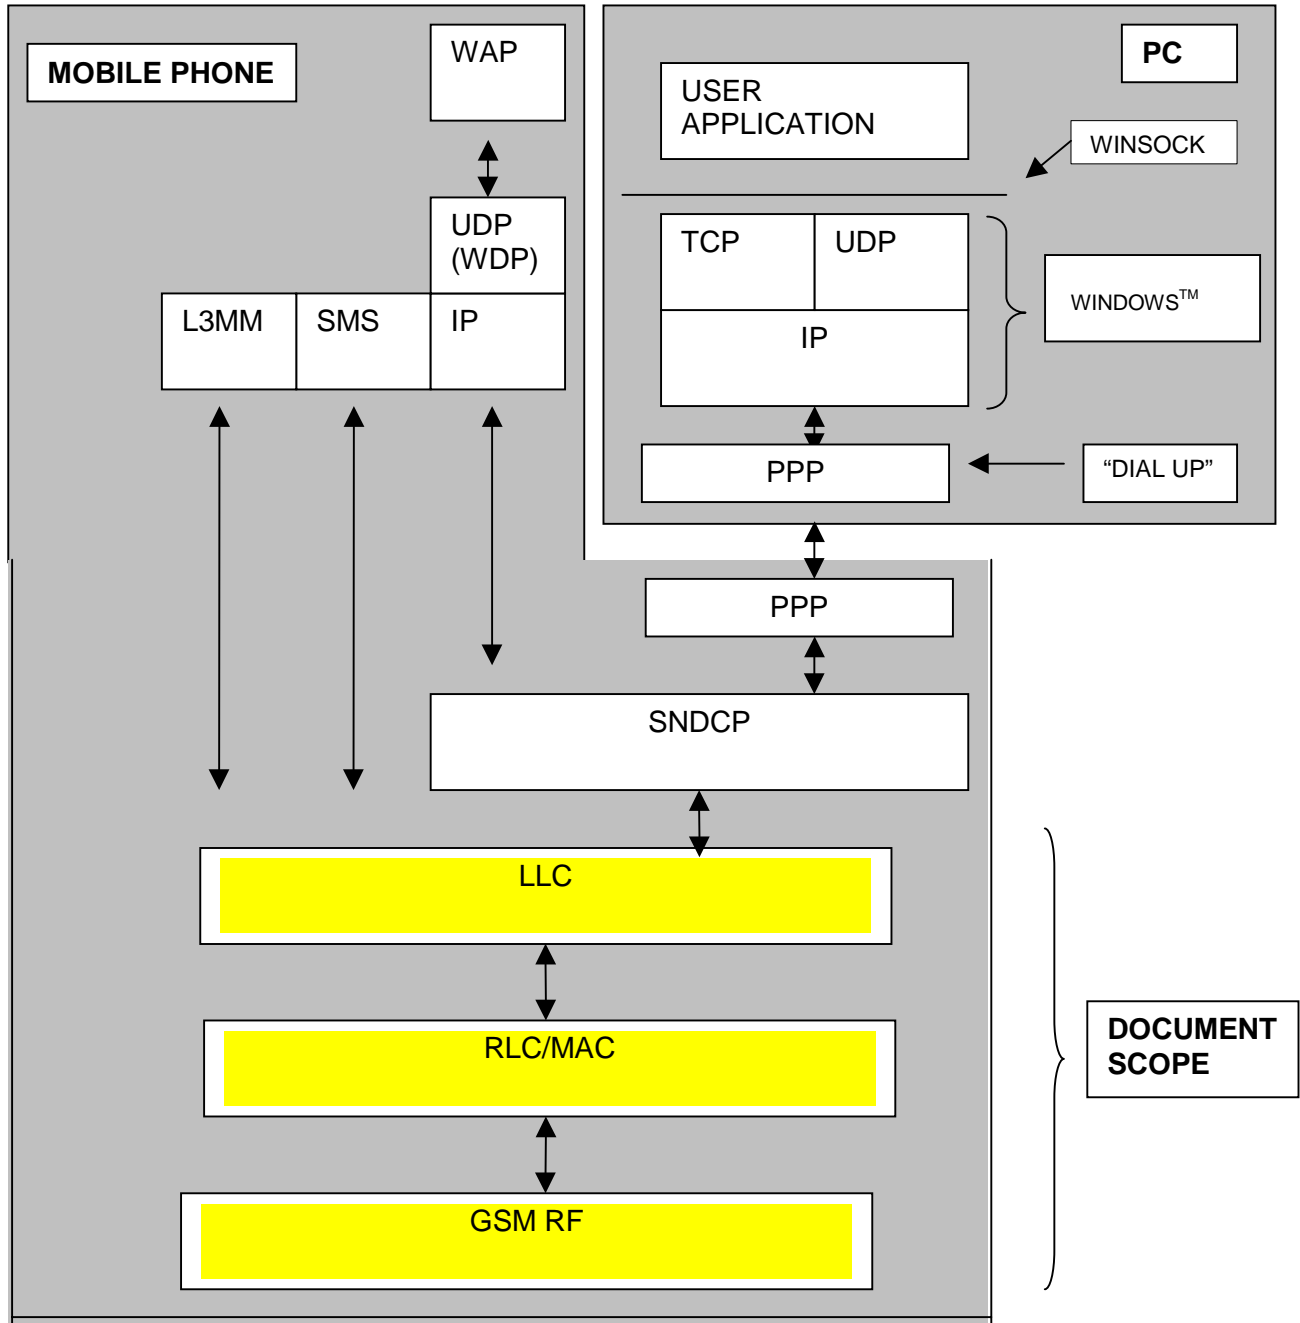 MOBILE PHONE
WAP
UDP
(WDP)
L3MM
SMS
IP
PC
USER
APPLICATION
WINSOCK
TCP
UDP
IP
WINDOWS™
PPP
“DIAL UP”
PPP
SNDCP
LLC
RLC/MAC
GSM RF
DOCUMENT
SCOPE